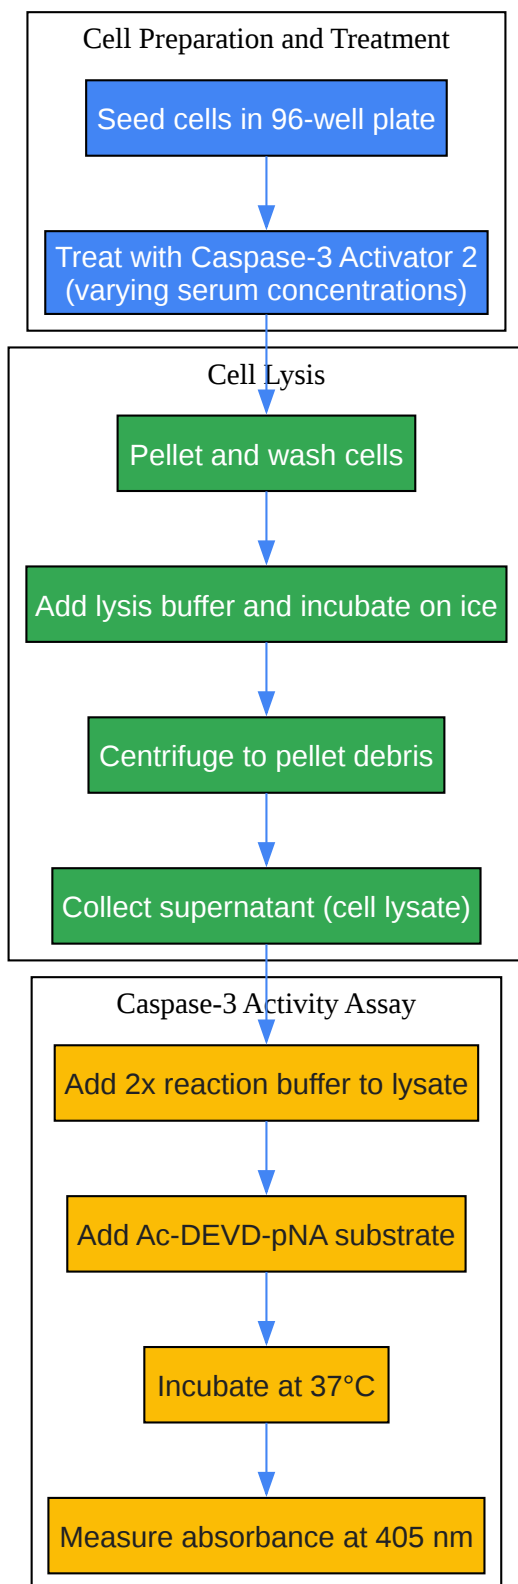 Cell Preparation and Treatment
Seed cells in 96-well plate
Treat with Caspase-3 Activator 2
(varying serum concentrations)
Cell Lysis
Pellet and wash cells
Add lysis buffer and incubate on ice
Centrifuge to pellet debris
Collect supernatant (cell lysate)
Caspase-3 Activity Assay
Add 2x reaction buffer to lysate
Add Ac-DEVD-pNA substrate
Incubate at 37°C
Measure absorbance at 405 nm